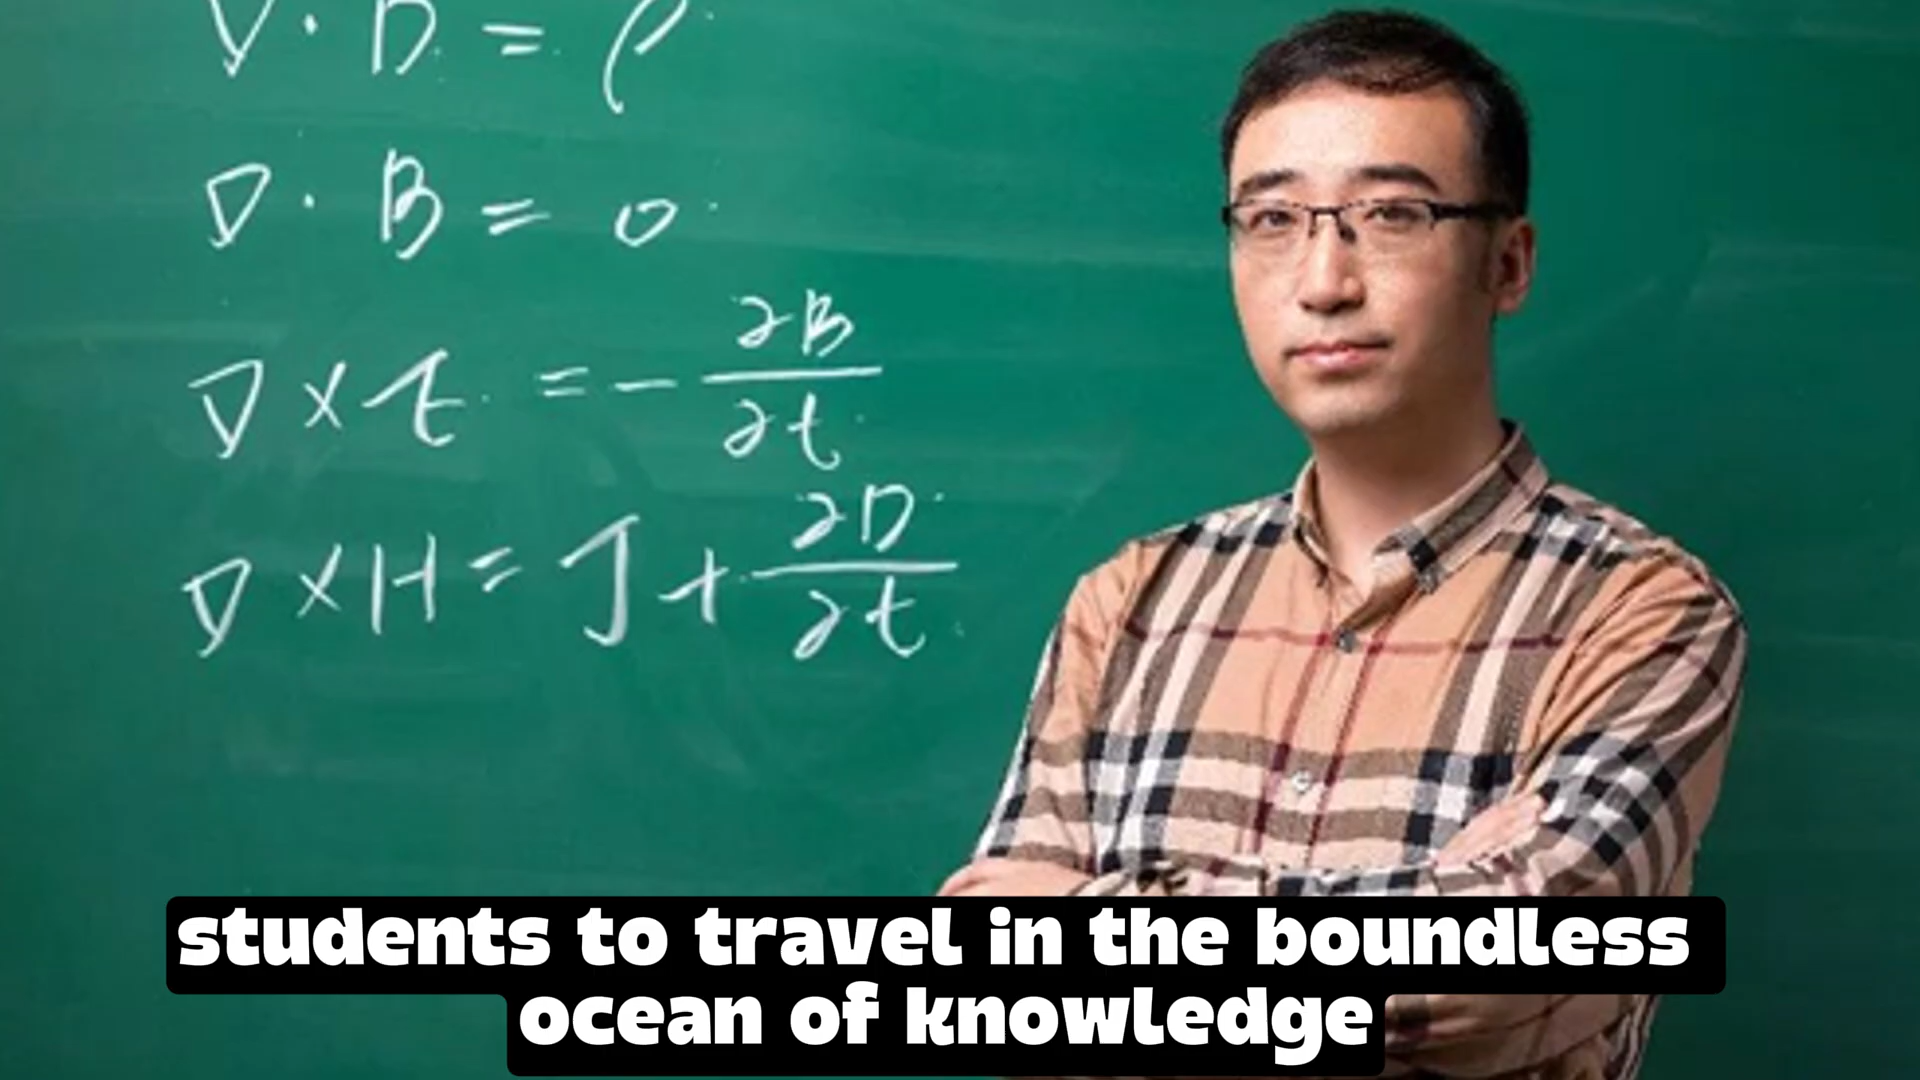 ∇ · D = ρ
∇ · B = 0
∇ × E = - ∂B/∂t
∇ × H = J + ∂D/∂t
students to travel in the boundless
ocean of knowledge